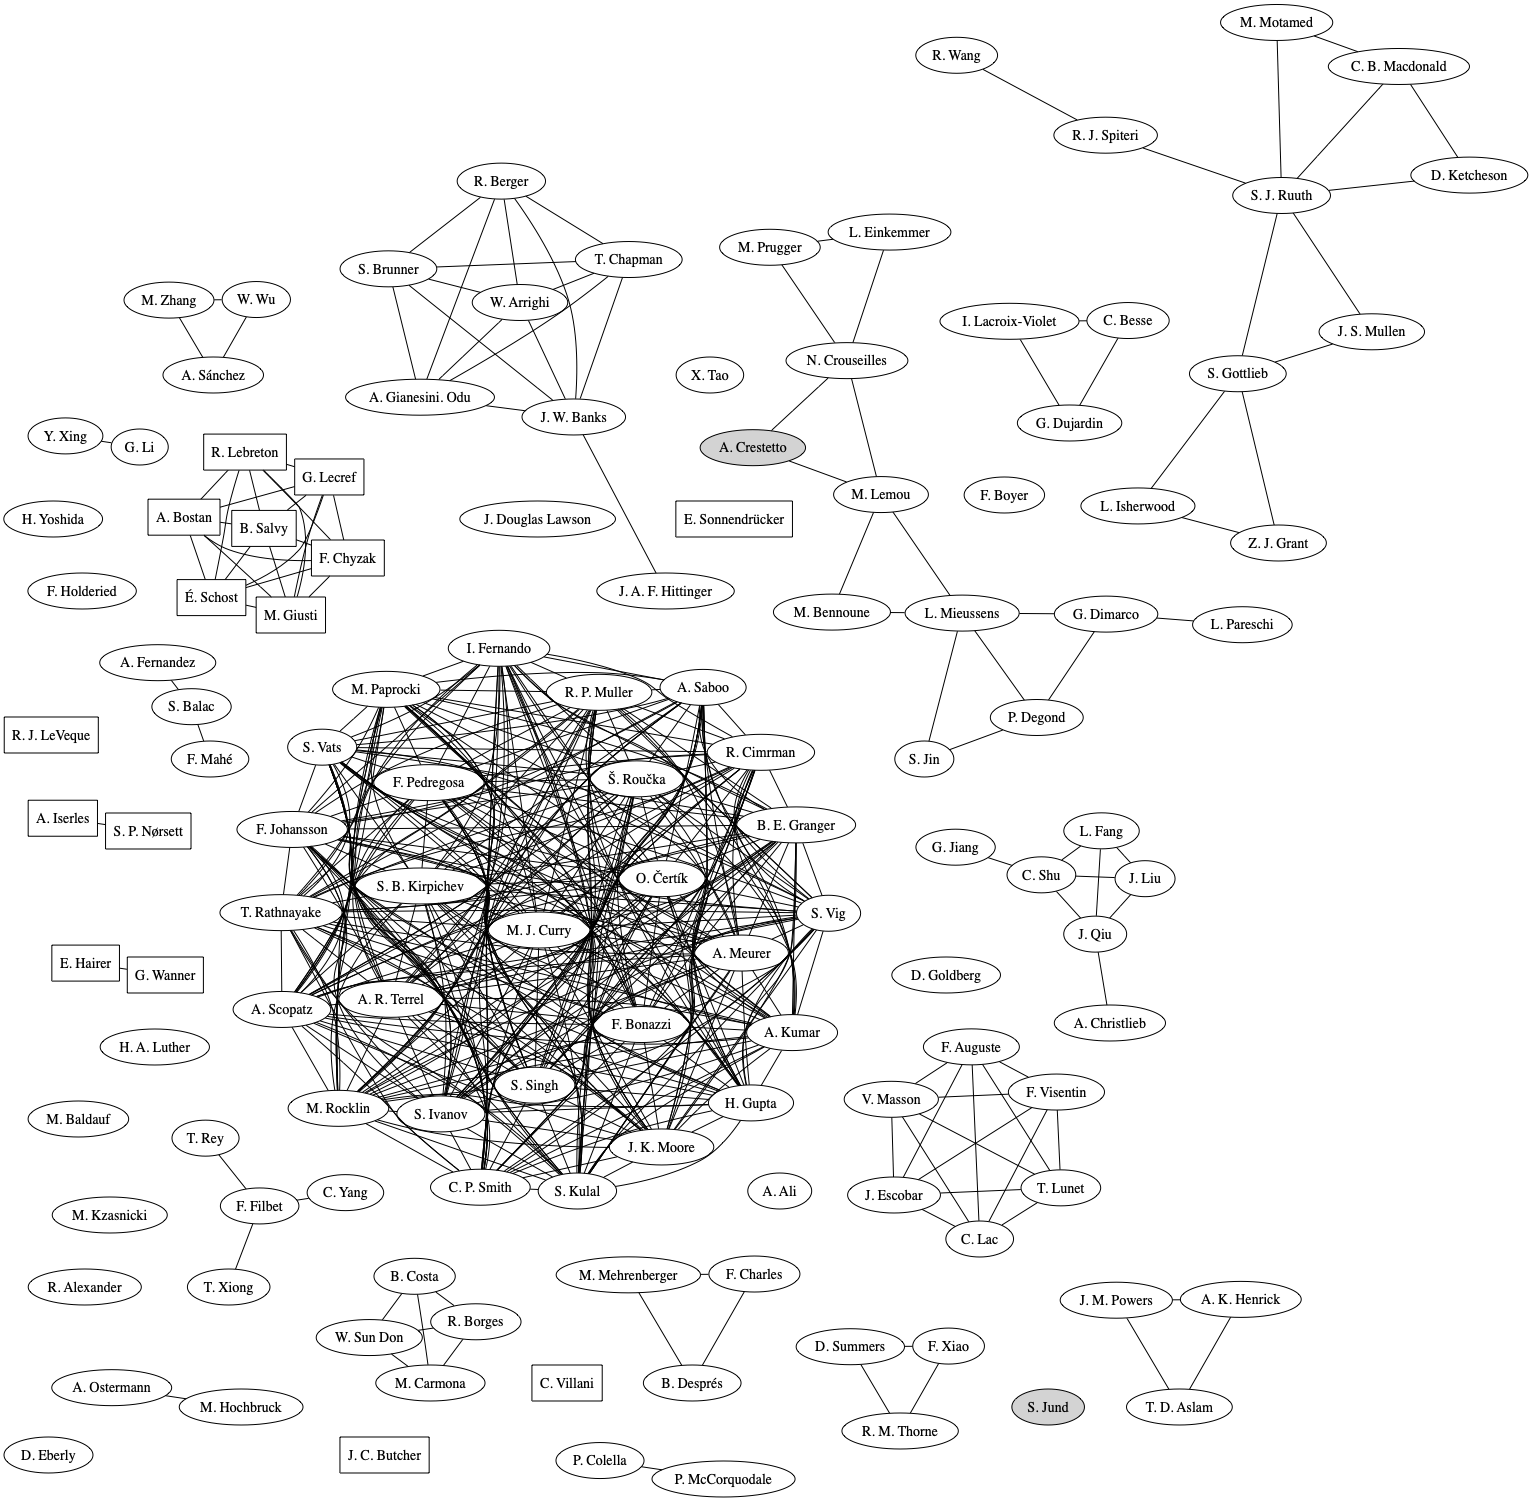 M. Motamed
R. Wang
C. B. Macdonald
R. J. Spiteri
D. Ketcheson
R. Berger
S. J. Ruuth
L. Einkemmer
M. Prugger
T. Chapman
S. Brunner
M. Zhang
W. Wu
W. Arrighi
I. Lacroix-Violet
C. Besse
J. S. Mullen
N. Crouseilles
A. Sánchez
X. Tao
S. Gottlieb
A. Gianesini. Odu
J. W. Banks
G. Dujardin
Y. Xing
G. Li
A. Crestetto
R. Lebreton
G. Lecref
M. Lemou
F. Boyer
L. Isherwood
H. Yoshida
A. Bostan
B. Salvy
J. Douglas Lawson
E. Sonnendrücker
Z. J. Grant
F. Chyzak
F. Holderied
É. Schost
J. A. F. Hittinger
M. Giusti
M. Bennoune
L. Mieussens
G. Dimarco
L. Pareschi
I. Fernando
A. Fernandez
M. Paprocki
R. P. Muller
A. Saboo
S. Balac
P. Degond
R. J. LeVeque
S. Vats
R. Cimrman
F. Mahé
S. Jin
F. Pedregosa
Š. Roučka
A. Iserles
S. P. Nørsett
F. Johansson
B. E. Granger
L. Fang
G. Jiang
C. Shu
J. Liu
S. B. Kirpichev
O. Čertík
T. Rathnayake
S. Vig
M. J. Curry
J. Qiu
A. Meurer
E. Hairer
G. Wanner
D. Goldberg
A. R. Terrel
A. Scopatz
F. Bonazzi
A. Kumar
A. Christlieb
H. A. Luther
F. Auguste
S. Singh
V. Masson
F. Visentin
M. Rocklin
S. Ivanov
H. Gupta
M. Baldauf
T. Rey
J. K. Moore
C. P. Smith
S. Kulal
A. Ali
J. Escobar
T. Lunet
C. Yang
F. Filbet
M. Kzasnicki
C. Lac
B. Costa
M. Mehrenberger
F. Charles
R. Alexander
T. Xiong
J. M. Powers
A. K. Henrick
R. Borges
W. Sun Don
D. Summers
F. Xiao
A. Ostermann
M. Hochbruck
M. Carmona
C. Villani
B. Després
S. Jund
T. D. Aslam
R. M. Thorne
D. Eberly
J. C. Butcher
P. Colella
P. McCorquodale